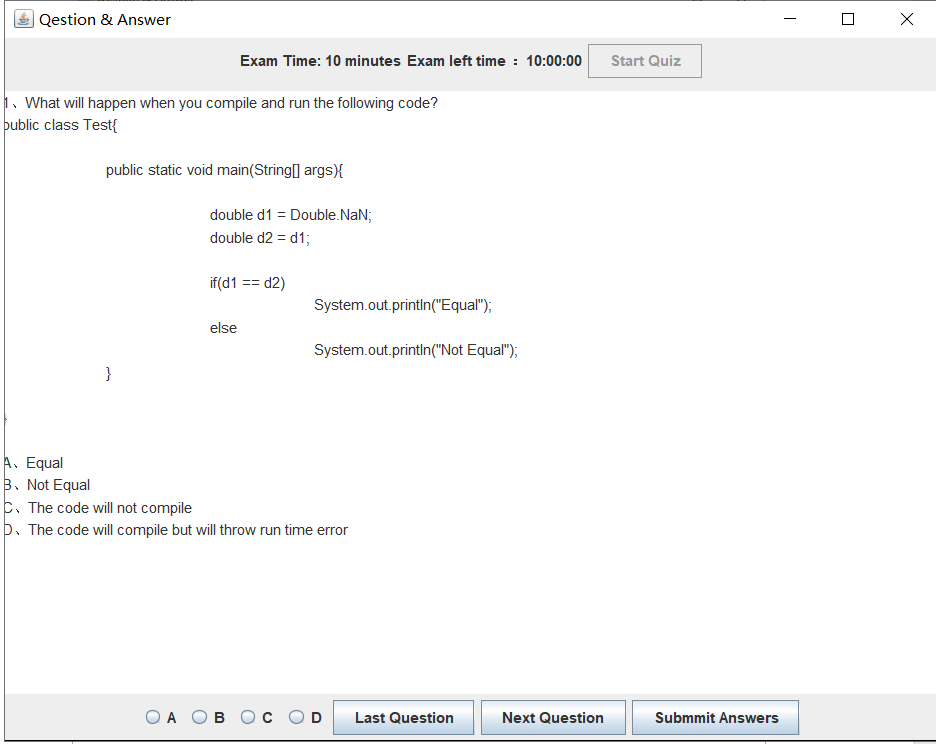 Qestion & Answer
Exam Time: 10 minutes Exam left time : 10:00:00 Start Quiz
1、What will happen when you compile and run the following code?
public class Test{
public static void main(String[] args){
double d1 = Double.NaN;
double d2 = d1;
if(d1 == d2)
System.out.println("Equal");
else
System.out.println("Not Equal");
}
}
A、Equal
B、Not Equal
C、The code will not compile
D、The code will compile but will throw run time error
A B C D Last Question Next Question Submmit Answers